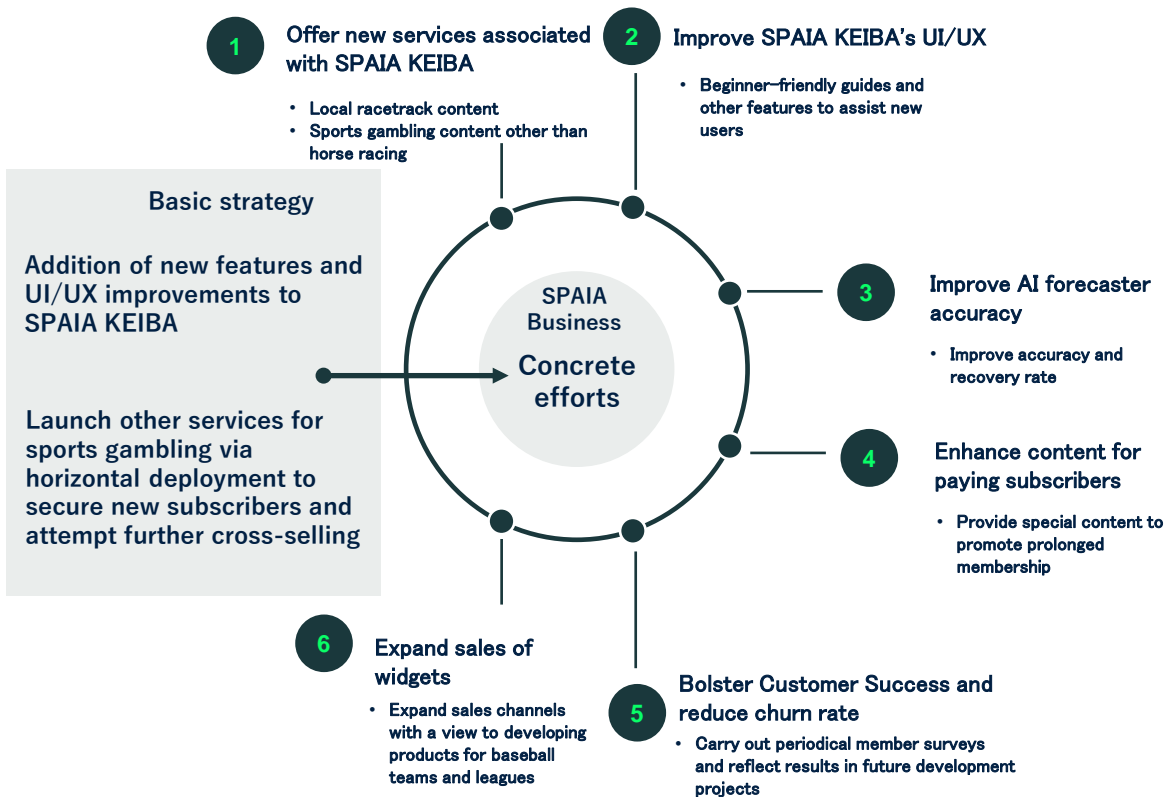 1
Offer new services associated
with SPAIA KEIBA
• Local racetrack content
• Sports gambling content other than
horse racing
2
Improve SPAIA KEIBA's UI/UX
• Beginner-friendly guides and
other features to assist new
users
Basic strategy
Addition of new features and
UI/UX improvements to
SPAIA KEIBA
Launch other services for
sports gambling via
horizontal deployment to
secure new subscribers and
attempt further cross-selling
SPAIA
Business
Concrete
efforts
3
Improve AI forecaster
accuracy
• Improve accuracy and
recovery rate
4
Enhance content for
paying subscribers
• Provide special content to
promote prolonged
membership
5
Bolster Customer Success and
reduce churn rate
• Carry out periodical member surveys
and reflect results in future development
projects
6
Expand sales of
widgets
• Expand sales channels
with a view to developing
products for baseball
teams and leagues